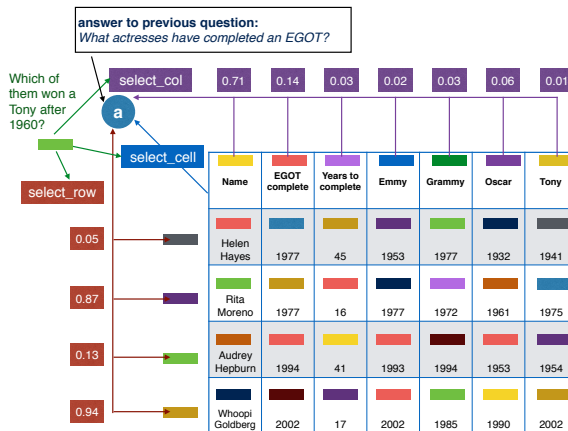 answer to previous question:
What actresses have completed an EGOT?
Which of
them won a
Tony after
1960?
select_col
0.71 0.14 0.03 0.02 0.03 0.06 0.01
a
select_cell
select_row
Name EGOT complete Years to complete Emmy Grammy Oscar Tony
0.05
Helen Hayes 1977 45 1953 1977 1932 1941
0.87
Rita Moreno 1977 16 1977 1972 1961 1975
0.13
Audrey Hepburn 1994 41 1993 1994 1953 1954
0.94
Whoopi Goldberg 2002 17 2002 1985 1990 2002